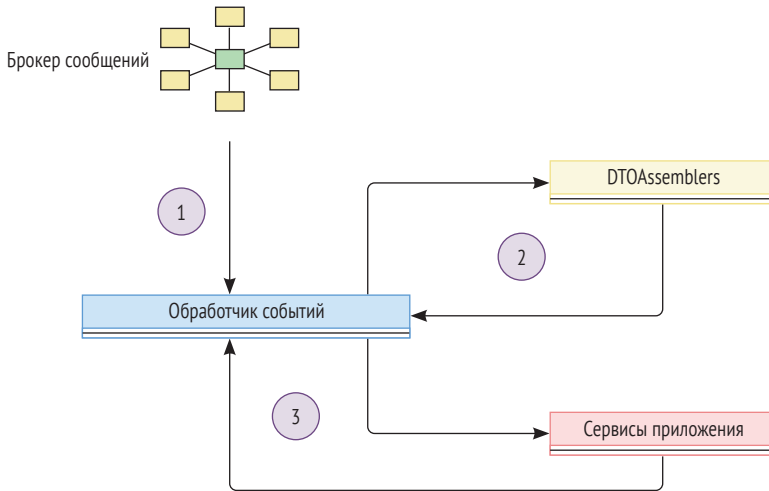 Брокер сообщений
DTOAssemblers
1
2
Обработчик событий
3
Сервисы приложения